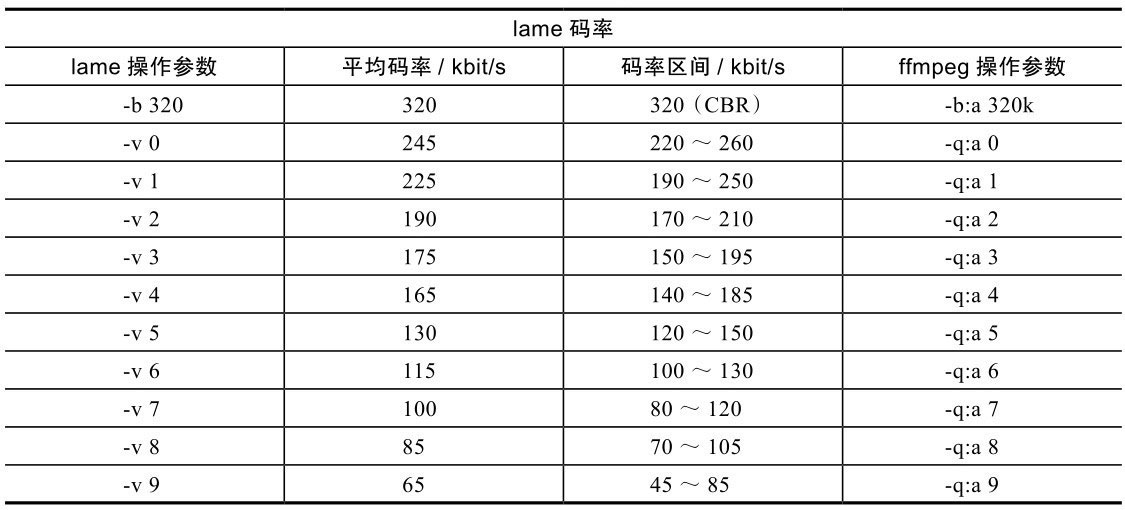 lame 码率
lame 操作参数 平均码率 / kbit/s 码率区间 / kbit/s ffmpeg 操作参数
-b 320 320 320（CBR） -b:a 320k
-v 0 245 220 ～ 260 -q:a 0
-v 1 225 190 ～ 250 -q:a 1
-v 2 190 170 ～ 210 -q:a 2
-v 3 175 150 ～ 195 -q:a 3
-v 4 165 140 ～ 185 -q:a 4
-v 5 130 120 ～ 150 -q:a 5
-v 6 115 100 ～ 130 -q:a 6
-v 7 100 80 ～ 120 -q:a 7
-v 8 85 70 ～ 105 -q:a 8
-v 9 65 45 ～ 85 -q:a 9